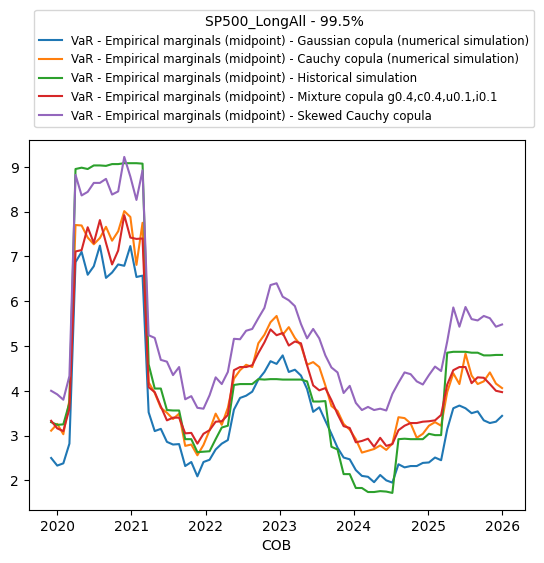 SP500_LongAll - 99.5%
VaR - Empirical marginals (midpoint) - Gaussian copula (numerical simulation)
VaR - Empirical marginals (midpoint) - Cauchy copula (numerical simulation)
VaR - Empirical marginals (midpoint) - Historical simulation
VaR - Empirical marginals (midpoint) - Mixture copula g0.4,c0.4,u0.1,i0.1
VaR - Empirical marginals (midpoint) - Skewed Cauchy copula
9
8
7
6
5
4
3
2
2020 2021 2022 2023 2024 2025 2026
COB